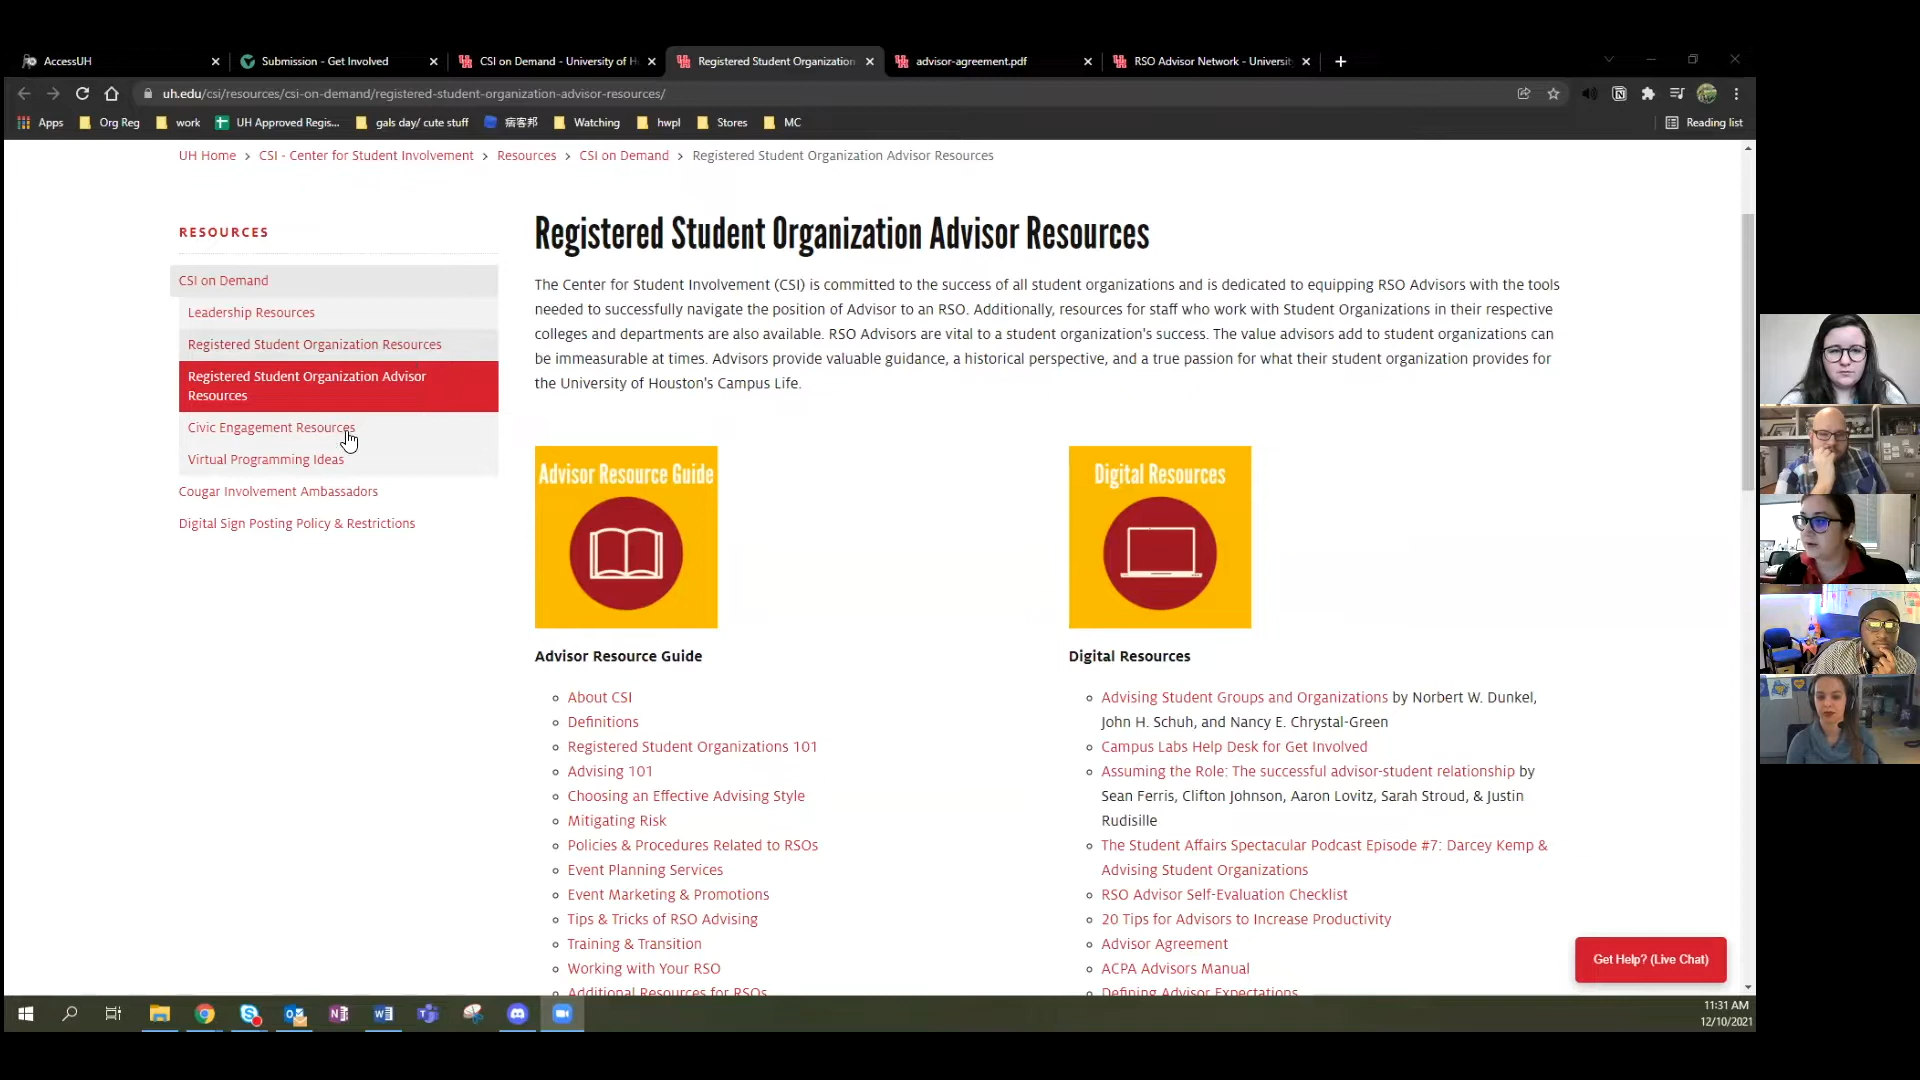 AccessUH
Submission - Get Involved
CSI on Demand - University of H
Registered Student Organization
advisor-agreement.pdf
RSO Advisor Network - Universit
uh.edu/csi/resources/csi-on-demand/registered-student-organization-advisor-resources/
Apps
Org Reg
work
UH Approved Regis...
gals day/ cute stuff
痞客邦
Watching
hwpl
Stores
MC
Reading list
UH Home > CSI - Center for Student Involvement > Resources > CSI on Demand > Registered Student Organization Advisor Resources
RESOURCES
CSI on Demand
Leadership Resources
Registered Student Organization Resources
Registered Student Organization Advisor
Resources
Civic Engagement Resources
Virtual Programming Ideas
Cougar Involvement Ambassadors
Digital Sign Posting Policy & Restrictions
Registered Student Organization Advisor Resources
The Center for Student Involvement (CSI) is committed to the success of all student organizations and is dedicated to equipping RSO Advisors with the tools
needed to successfully navigate the position of Advisor to an RSO. Additionally, resources for staff who work with Student Organizations in their respective
colleges and departments are also available. RSO Advisors are vital to a student organization's success. The value advisors add to student organizations can
be immeasurable at times. Advisors provide valuable guidance, a historical perspective, and a true passion for what their student organization provides for
the University of Houston's Campus Life.
Advisor Resource Guide
Advisor Resource Guide
About CSI
Definitions
Registered Student Organizations 101
Advising 101
Choosing an Effective Advising Style
Mitigating Risk
Policies & Procedures Related to RSOs
Event Planning Services
Event Marketing & Promotions
Tips & Tricks of RSO Advising
Training & Transition
Working with Your RSO
Additional Resources for RSOs
Digital Resources
Digital Resources
Advising Student Groups and Organizations by Norbert W. Dunkel,
John H. Schuh, and Nancy E. Chrystal-Green
Campus Labs Help Desk for Get Involved
Assuming the Role: The successful advisor-student relationship by
Sean Ferris, Clifton Johnson, Aaron Lovitz, Sarah Stroud, & Justin
Rudisille
The Student Affairs Spectacular Podcast Episode #7: Darcey Kemp &
Advising Student Organizations
RSO Advisor Self-Evaluation Checklist
20 Tips for Advisors to Increase Productivity
Advisor Agreement
ACPA Advisors Manual
Defining Advisor Expectations
Get Help? (Live Chat)
11:31 AM
12/10/2021